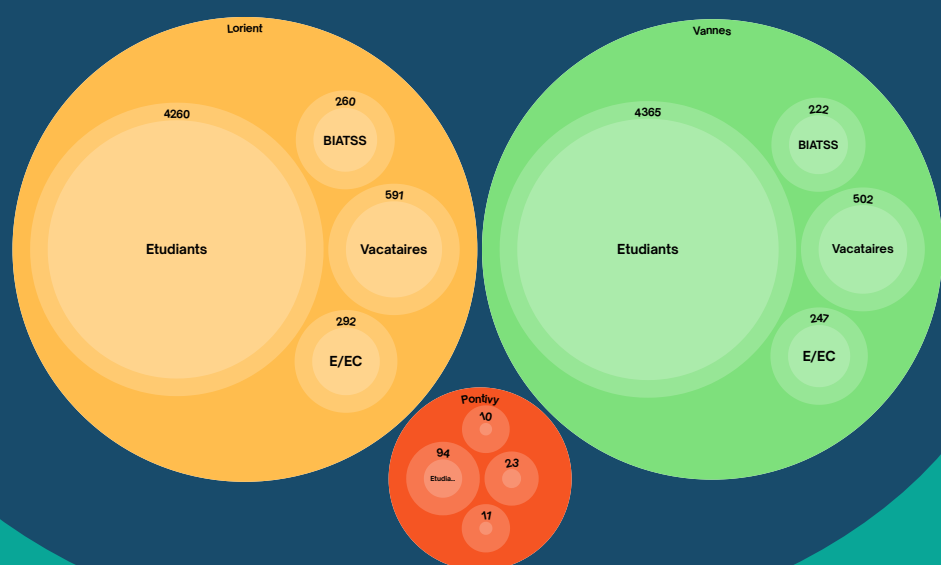 Lorient
4260
Etudiants
260
BIATSS
591
Vacataires
292
E/EC
Vannes
4365
Etudiants
222
BIATSS
502
Vacataires
247
E/EC
Pontivy
10
94
Etudia...
23
11